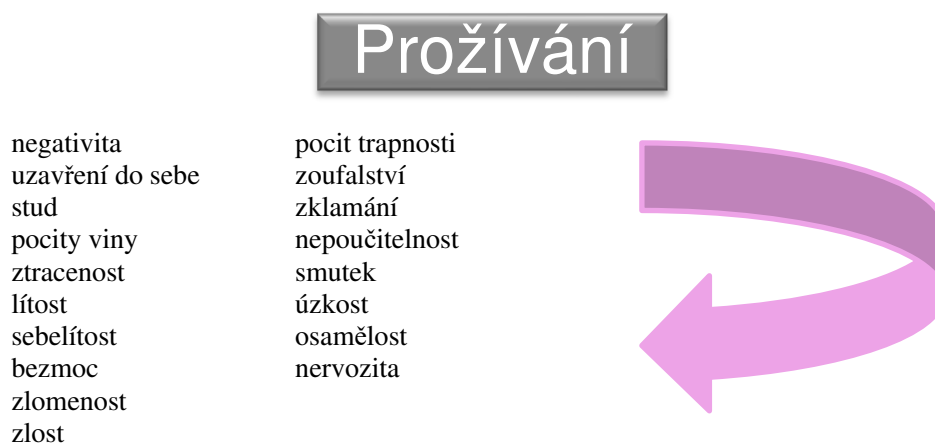 Prožívání
negativita
uzavření do sebe
stud
pocity viny
ztracenost
lítost
sebelítost
bezmoc
zlomenost
zlost
pocit trapnosti
zoufalství
zklamání
nepoučitelnost
smutek
úzkost
osamělost
nervozita